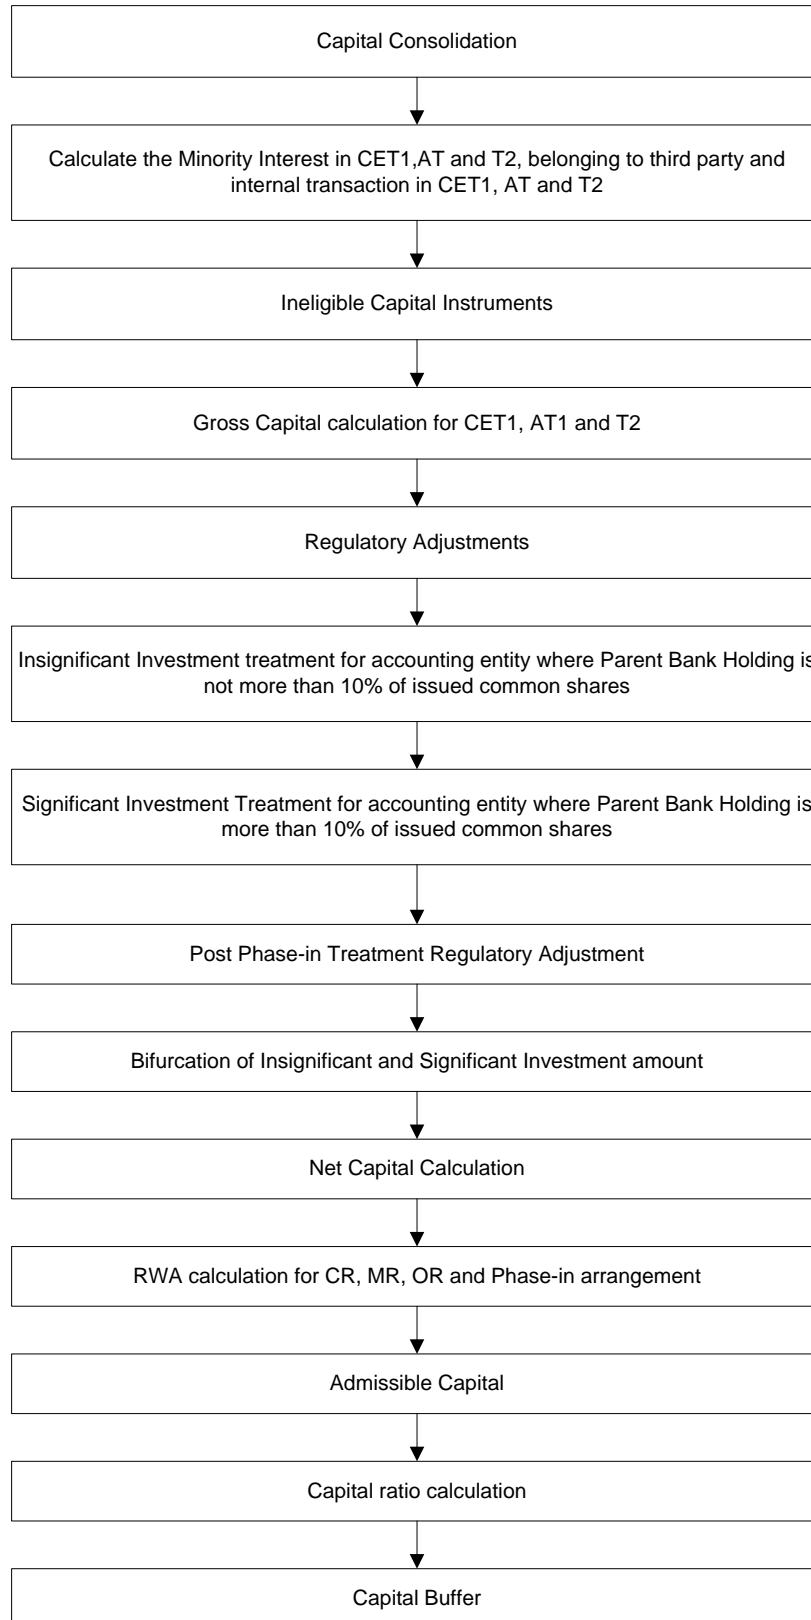 Capital Consolidation
Calculate the Minority Interest in CET1,AT and T2, belonging to third party and
internal transaction in CET1, AT and T2
Ineligible Capital Instruments
Gross Capital calculation for CET1, AT1 and T2
Regulatory Adjustments
Insignificant Investment treatment for accounting entity where Parent Bank Holding is
not more than 10% of issued common shares
Significant Investment Treatment for accounting entity where Parent Bank Holding is
more than 10% of issued common shares
Post Phase-in Treatment Regulatory Adjustment
Bifurcation of Insignificant and Significant Investment amount
Net Capital Calculation
RWA calculation for CR, MR, OR and Phase-in arrangement
Admissible Capital
Capital ratio calculation
Capital Buffer